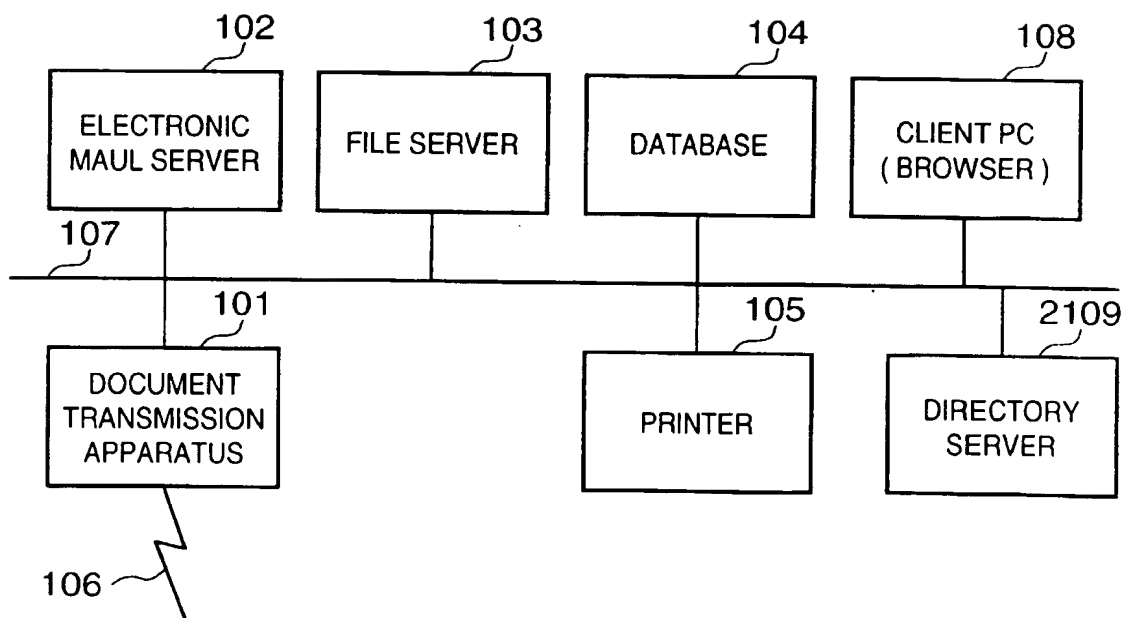 102
103
104
108
ELECTRONIC
MAUL SERVER
FILE SERVER
DATABASE
CLIENT PC
( BROWSER )
107
101
105
2109
DOCUMENT
TRANSMISSION
APPARATUS
PRINTER
DIRECTORY
SERVER
106